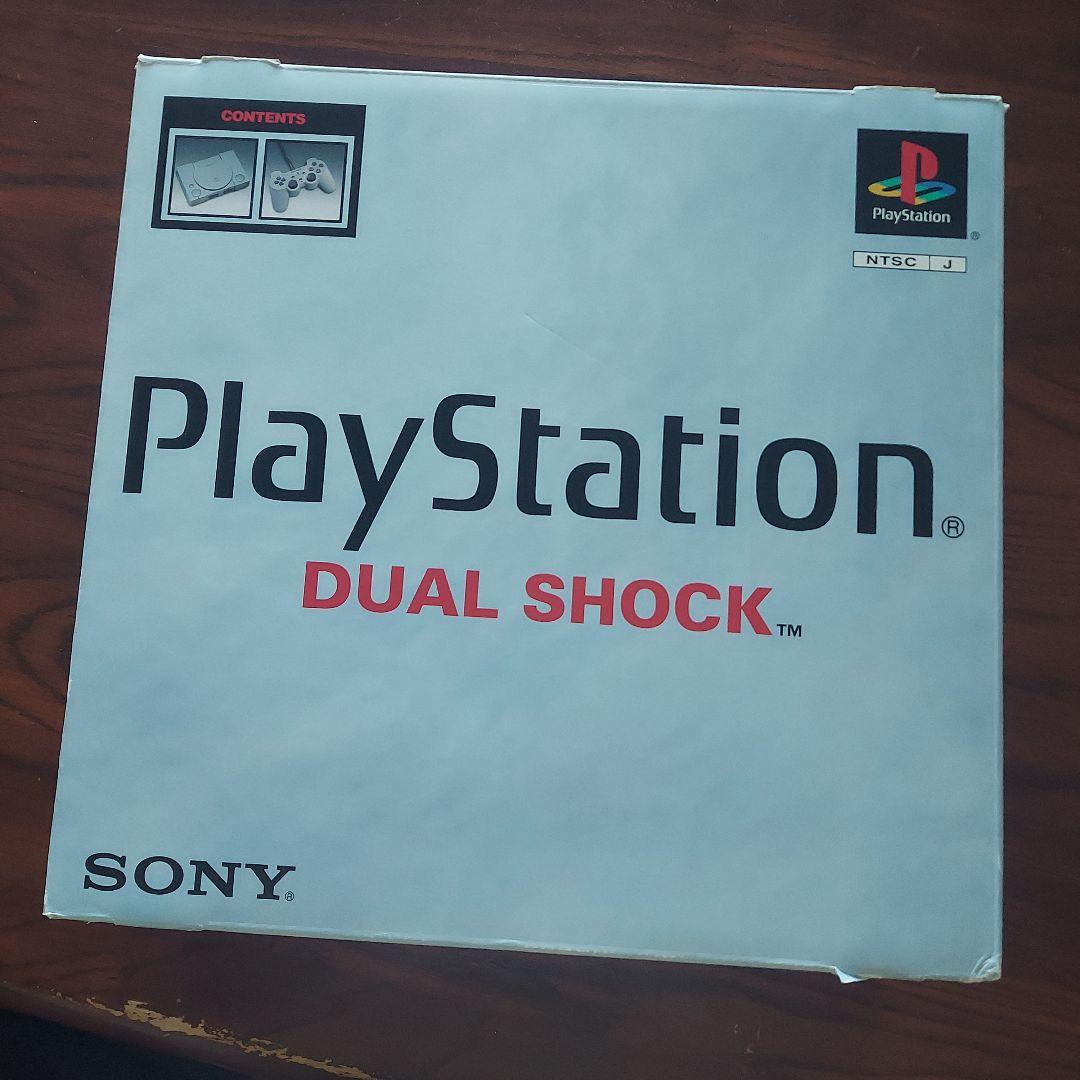 CONTENTS
PlayStation
®
NTSC J
PlayStation®
DUAL SHOCK™
SONY®